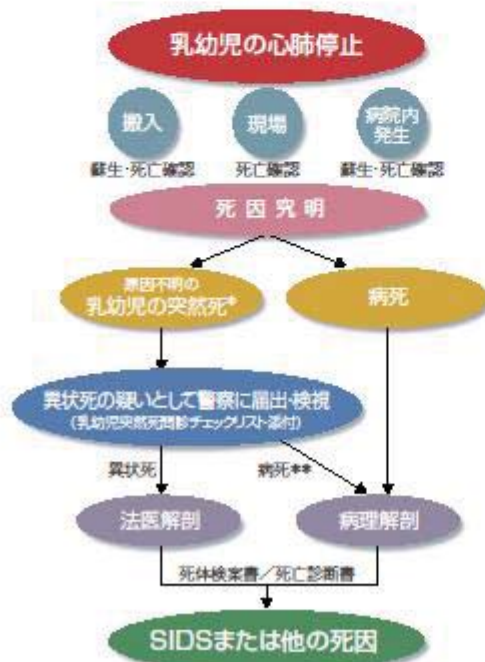 乳幼児の心肺停止
搬入
現場
病院内
発生
蘇生・死亡確認
死亡確認
蘇生・死亡確認
死因究明
原因不明の
乳幼児の突然死*
病死
異状死の疑いとして警察に届出・検視
(乳幼児突然死問診チェックリスト添付)
異状死
病死**
法医解剖
病理解剖
死体検案書/死亡診断書
SIDSまたは他の死因